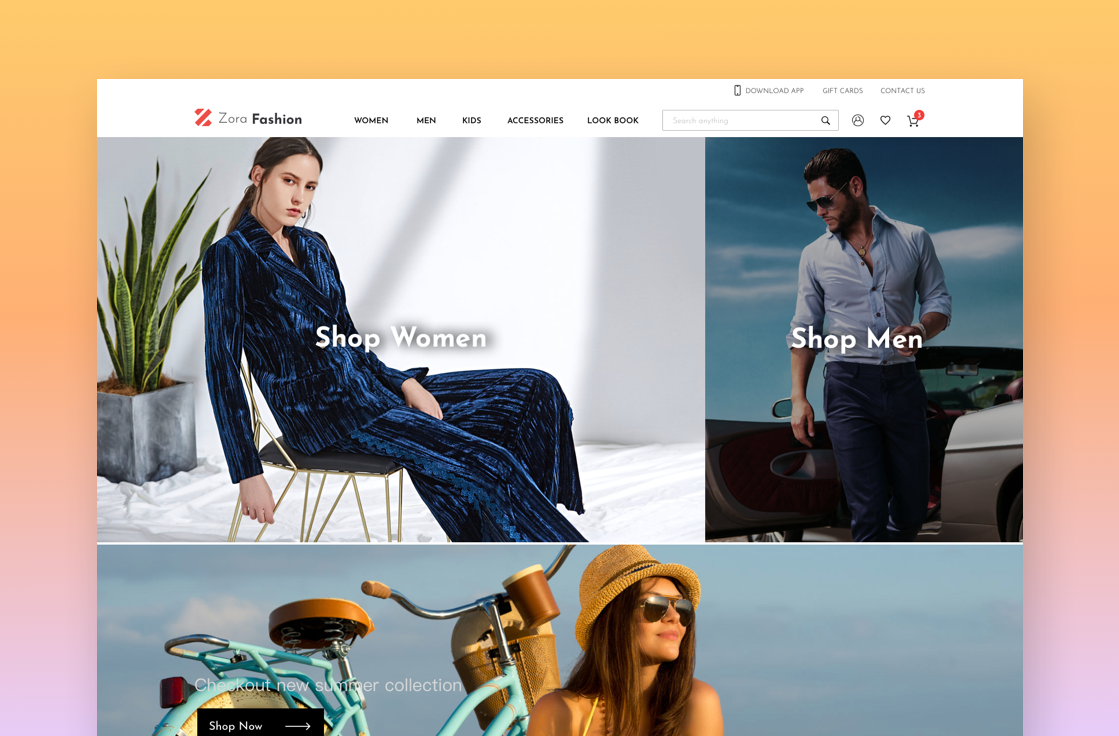 DOWNLOAD APP GIFT CARDS CONTACT US
Zora Fashion WOMEN MEN KIDS ACCESSORIES LOOK BOOK Search anything 3
Shop Women Shop Men
Checkout new summer collection
Shop Now